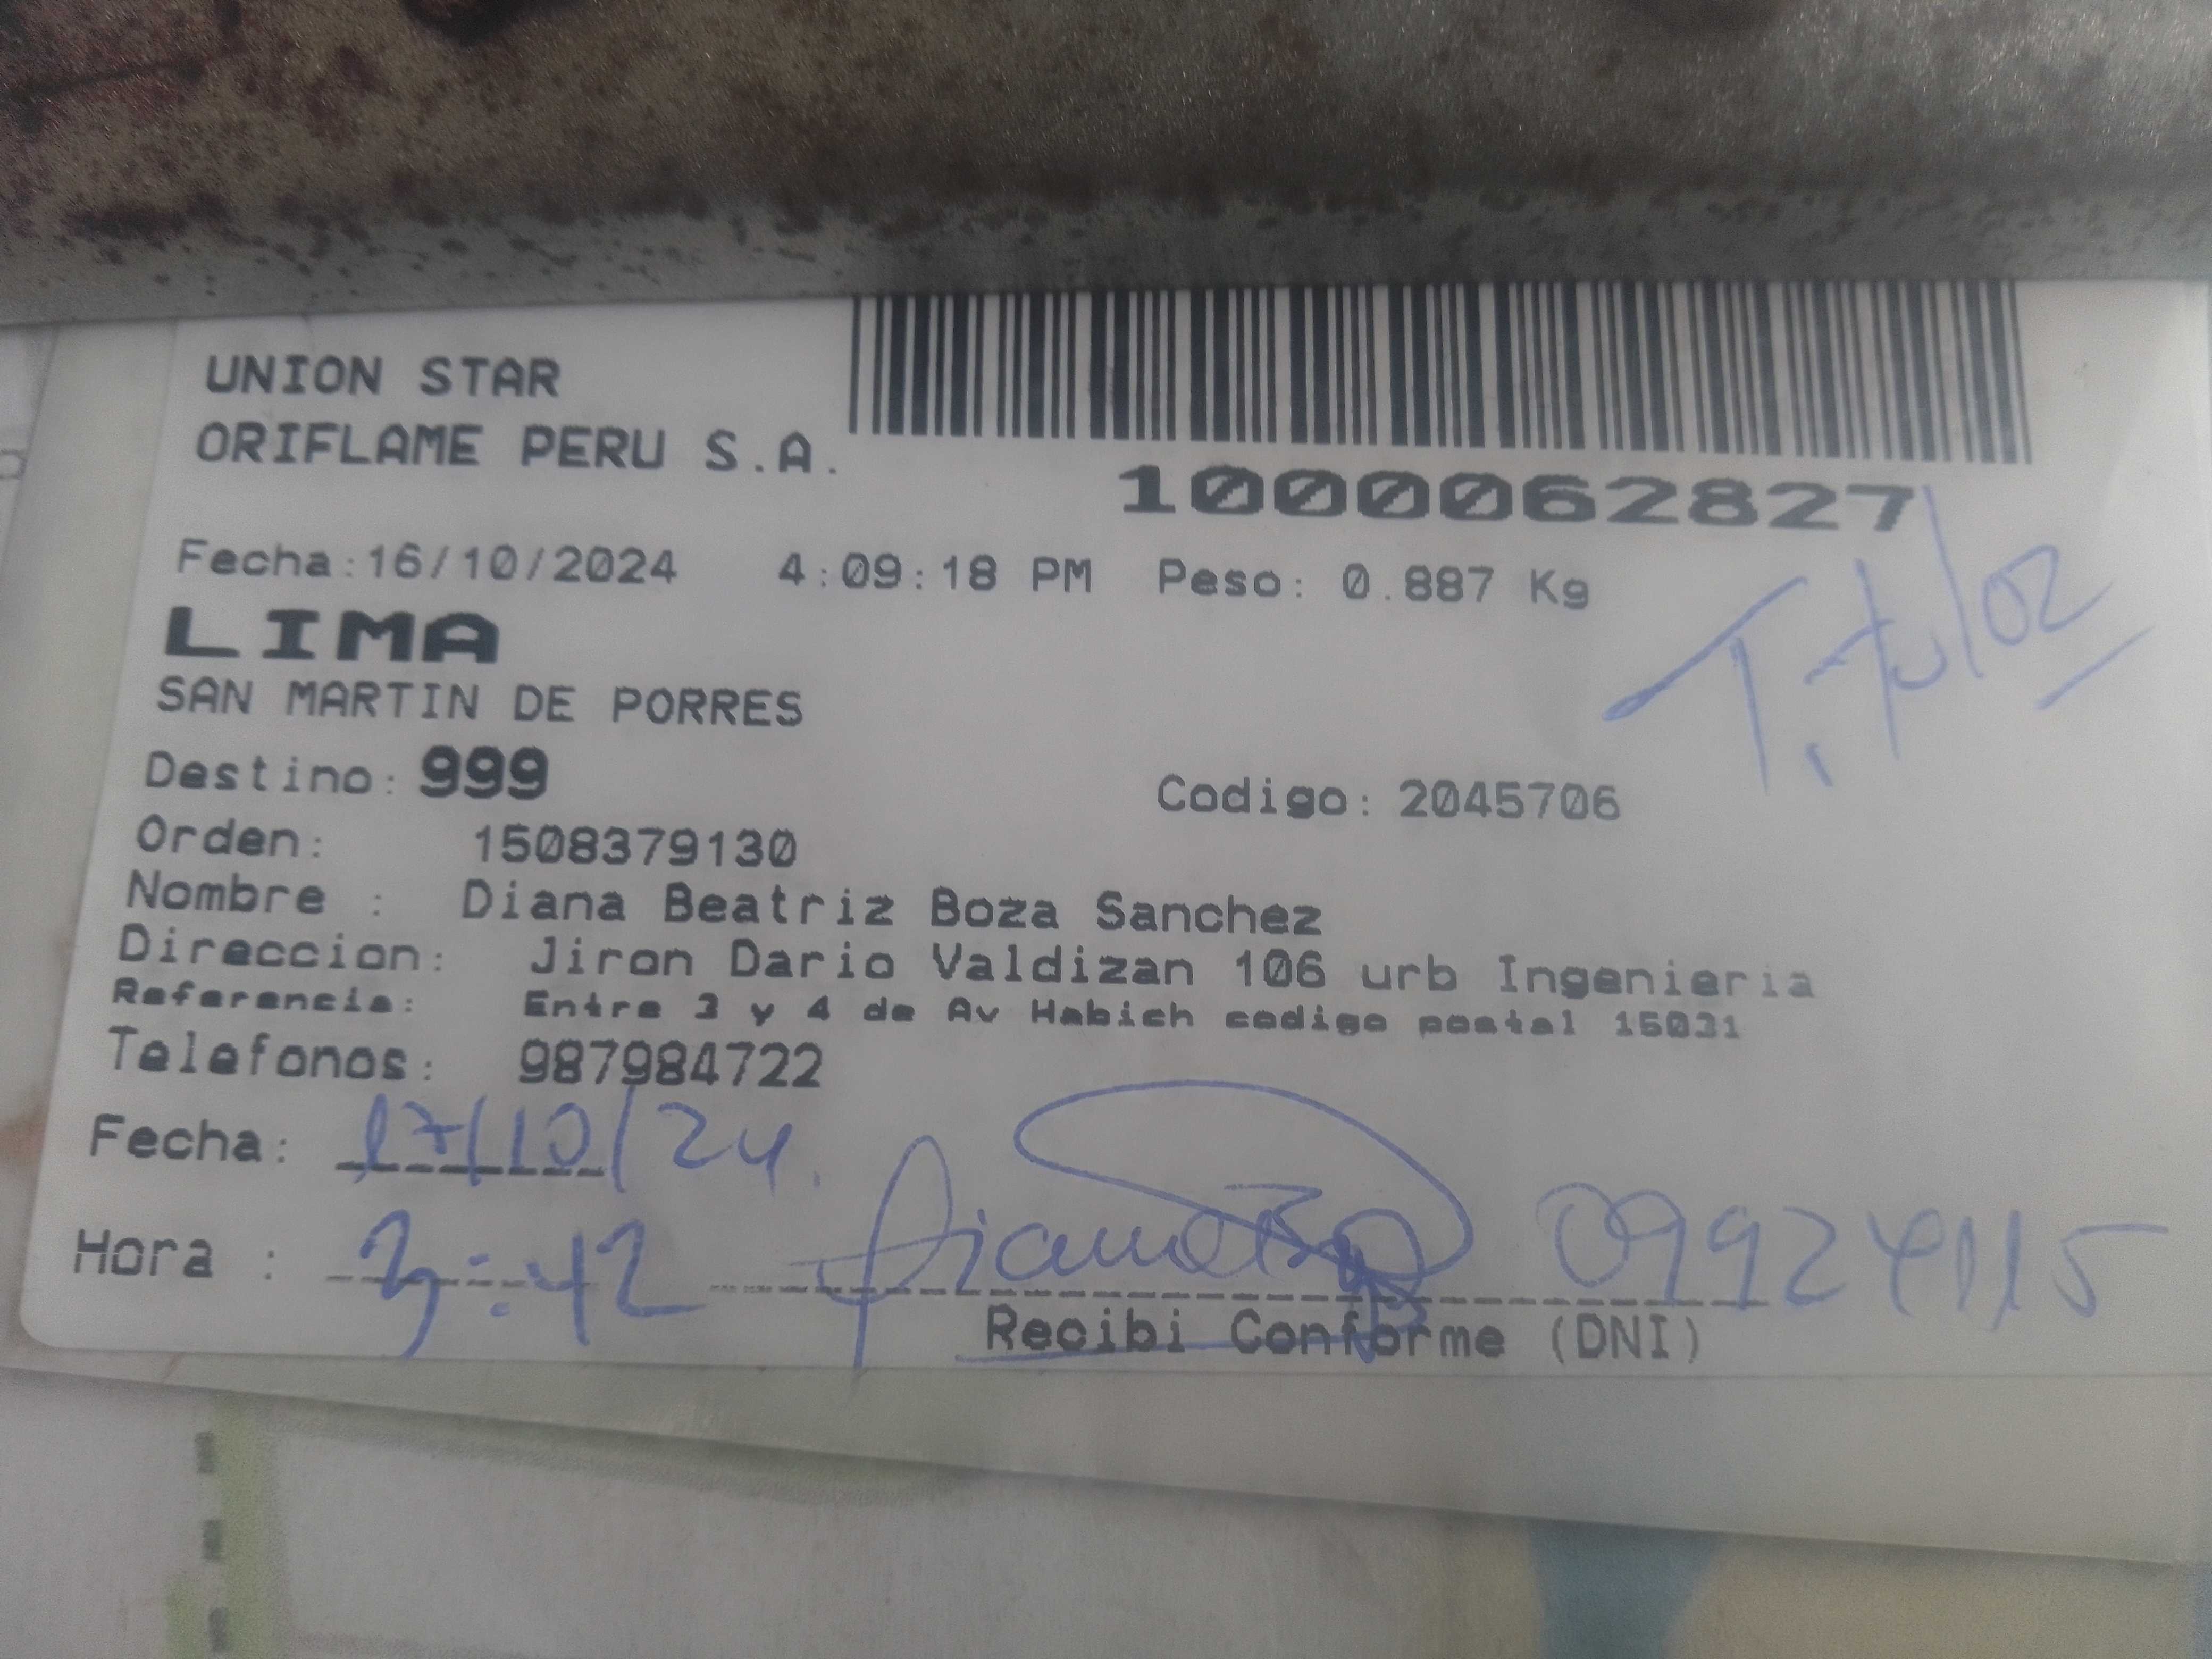 UNION STAR
ORIFLAME PERU S.A.
1000062827
Fecha:16/10/2024 4:09:18 PM Peso: 0.887 Kg
LIMA
SAN MARTIN DE PORRES
Destino: 999
Codigo: 2045706
Orden: 1508379130
Nombre : Diana Beatriz Boza Sanchez
Direccion: Jiron Dario Valdizan 106 urb Ingenieria
Referencia: Entre 3 y 4 de Av Habich codigo postal 15031
Telefonos: 987984722
Fecha: 17/10/24.
Hora : 3:42 09924115
Recibi Conforme (DNI)